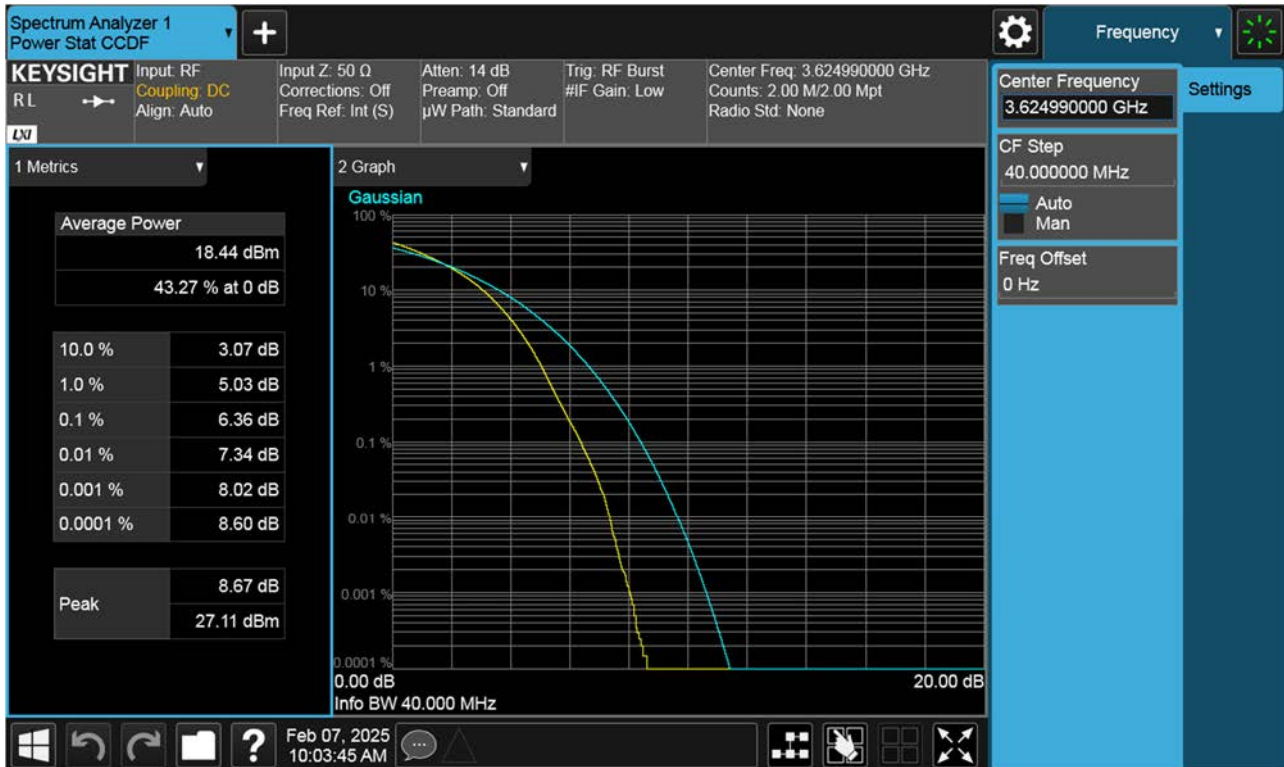 Spectrum Analyzer 1
Power Stat CCDF
Frequency
KEYSIGHT
RL
LXI
Input: RF
Coupling: DC
Align: Auto
Input Z: 50 Ω
Corrections: Off
Freq Ref: Int (S)
Atten: 14 dB
Preamp: Off
µW Path: Standard
Trig: RF Burst
#IF Gain: Low
Center Freq: 3.624990000 GHz
Counts: 2.00 M/2.00 Mpt
Radio Std: None
Center Frequency
3.624990000 GHz
Settings
CF Step
40.000000 MHz
Auto
Man
Freq Offset
0 Hz
1 Metrics
Average Power
18.44 dBm
43.27 % at 0 dB
10.0 % 3.07 dB
1.0 % 5.03 dB
0.1 % 6.36 dB
0.01 % 7.34 dB
0.001 % 8.02 dB
0.0001 % 8.60 dB
Peak
8.67 dB
27.11 dBm
2 Graph
Gaussian
100 %
10 %
1 %
0.1 %
0.01 %
0.001 %
0.0001 %
0.00 dB 20.00 dB
Info BW 40.000 MHz
Feb 07, 2025
10:03:45 AM